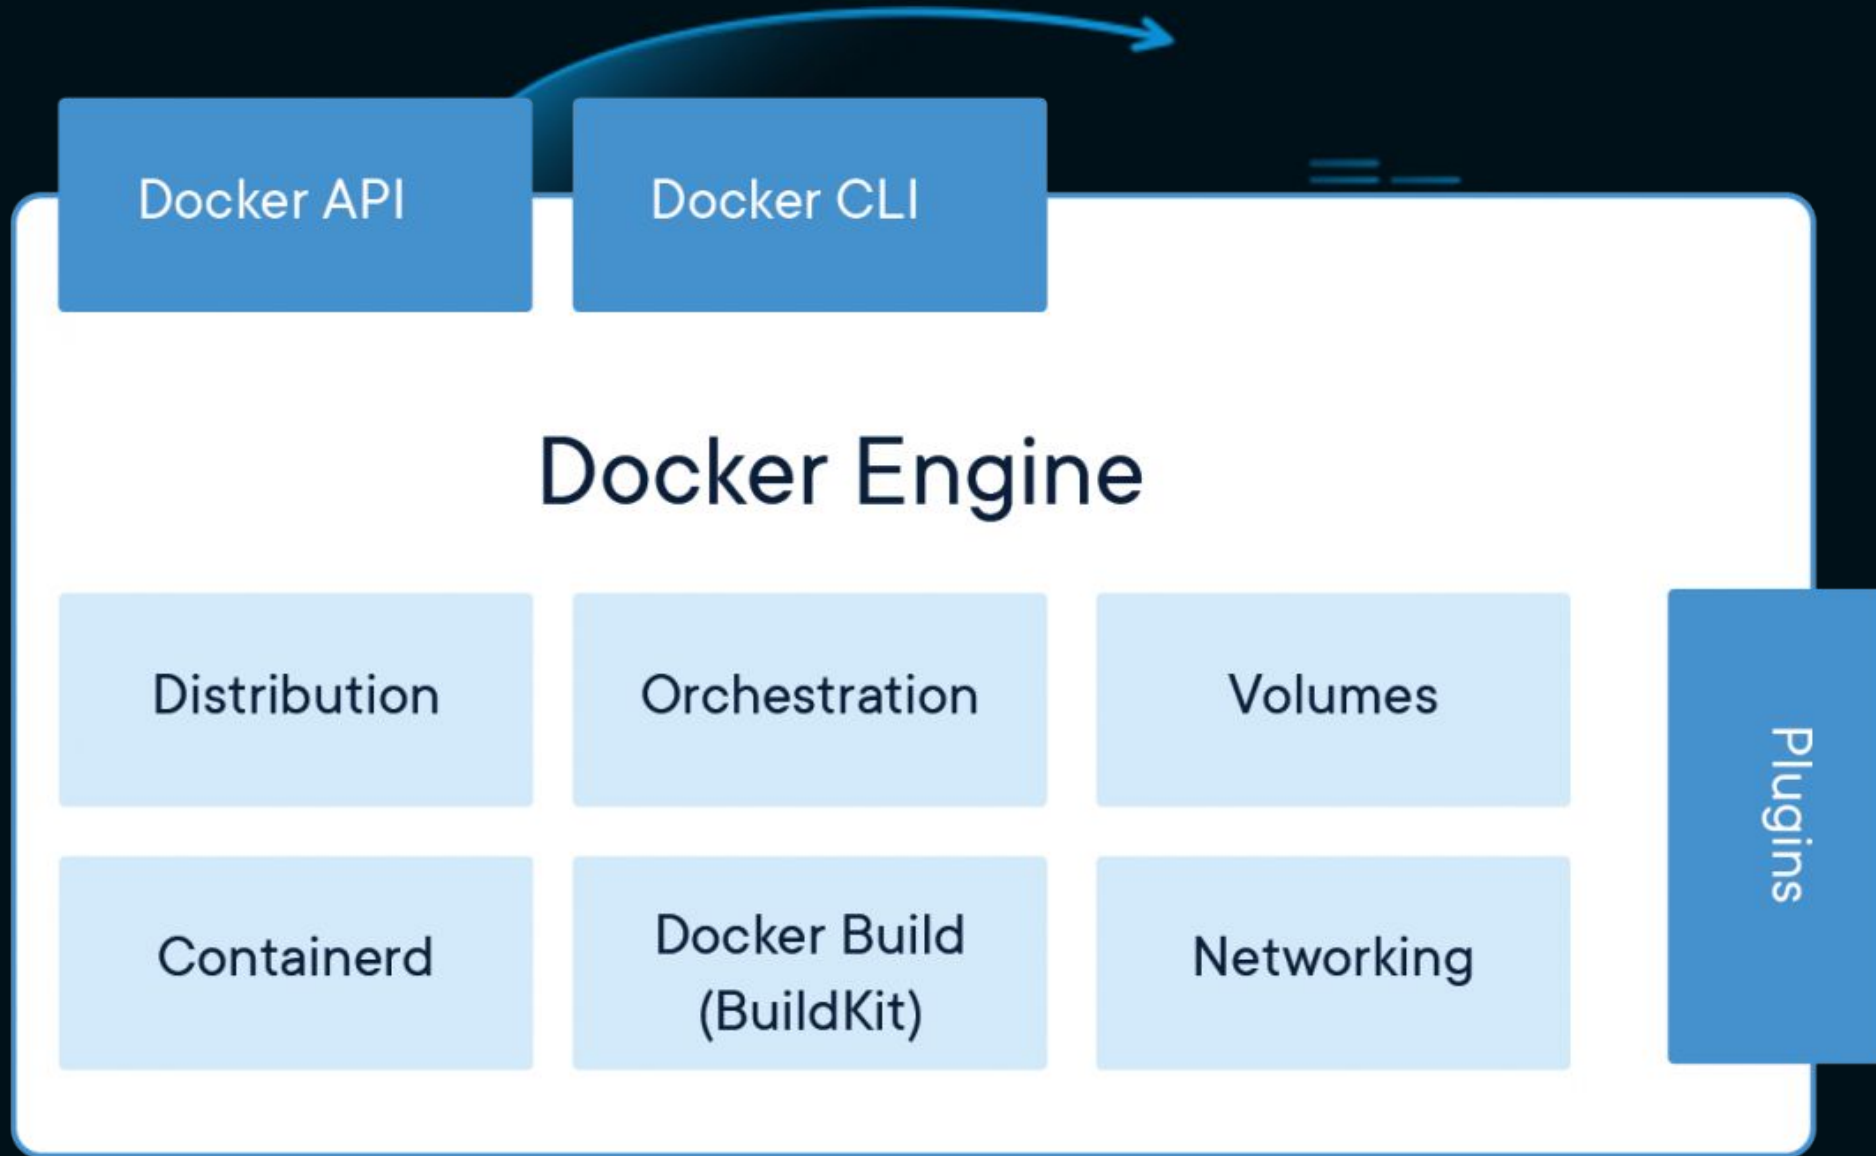 Docker API
Docker CLI
Docker Engine
Distribution
Orchestration
Volumes
Containerd
Docker Build
(BuildKit)
Networking
Plugins